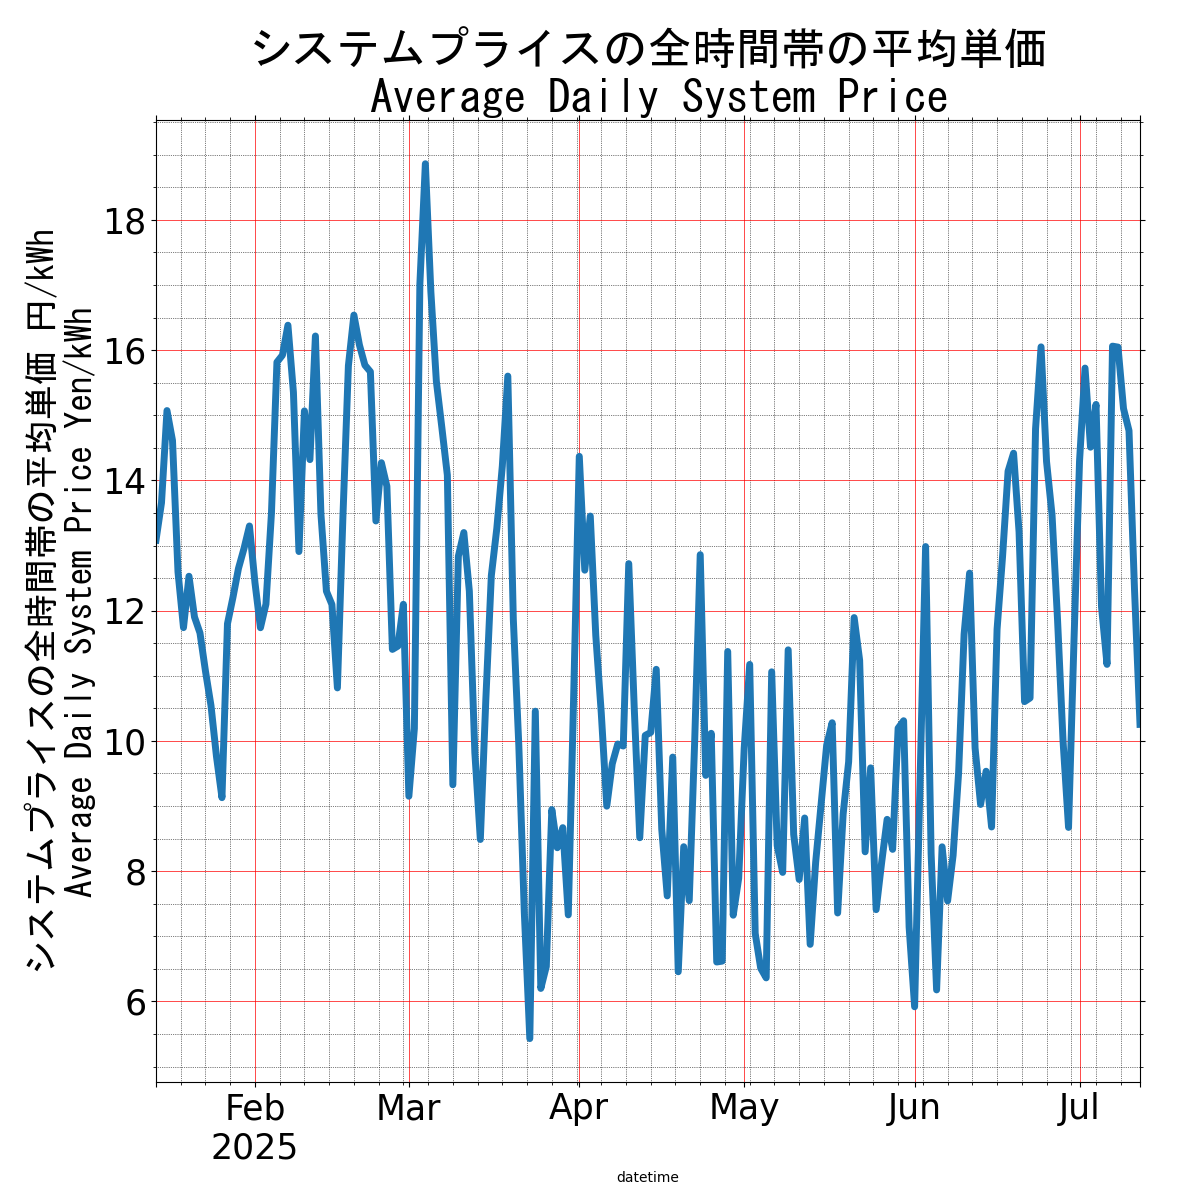 システムプライスの全時間帯の平均単価
Average Daily System Price
システムプライスの全時間帯の平均単価 円/kWh
Average Daily System Price Yen/kWh
18
16
14
12
10
8
6
Feb
2025
Mar
Apr
May
Jun
Jul
datetime